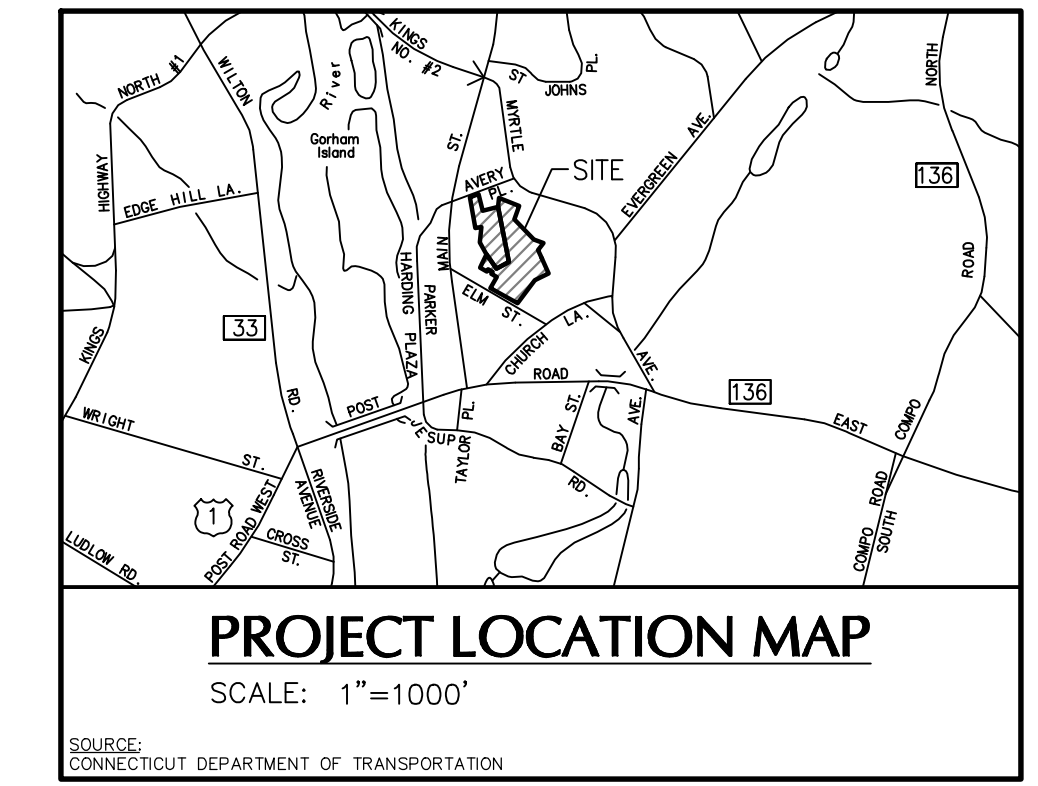 KINGS
NORTH
HIGHWAY
NORTH #1
WILTON
RD.
River
KINGS
NO. #2
ST
JOHNS
PL.
NORTH
Gorham
Island
ST.
MYRTLE
AVE.
EVERGREEN
AVERY
PL.
SITE
136
EDGE HILL LA.
HARDING
PLAZA
PARKER
MAIN
ELM ST.
CHURCH
LA.
AVE.
ROAD
33
KINGS
POST
ROAD
136
EAST
COMPO
WRIGHT
ST.
JESUP
RD.
TAYLOR
PL.
BAY ST.
AVE.
1
POST ROAD WEST
RIVERSIDE
AVENUE
CROSS
ST.
LUDLOW RD.
COMPO
ROAD
SOUTH
PROJECT LOCATION MAP
SCALE: 1"=1000'
SOURCE:
CONNECTICUT DEPARTMENT OF TRANSPORTATION